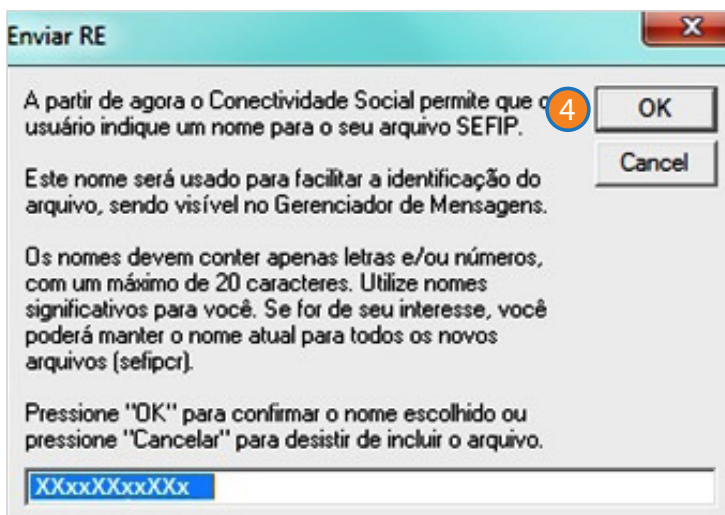 Enviar RE
A partir de agora o Conectividade Social permite que o
usuário indique um nome para o seu arquivo SEFIP.
4
OK
Cancel
Este nome será usado para facilitar a identificação do
arquivo, sendo visível no Gerenciador de Mensagens.
Os nomes devem conter apenas letras e/ou números,
com um máximo de 20 caracteres. Utilize nomes
significativos para você. Se for de seu interesse, você
poderá manter o nome atual para todos os novos
arquivos (sefipcr).
Pressione "OK" para confirmar o nome escolhido ou
pressione "Cancelar" para desistir de incluir o arquivo.
XXxxXXxxXXx